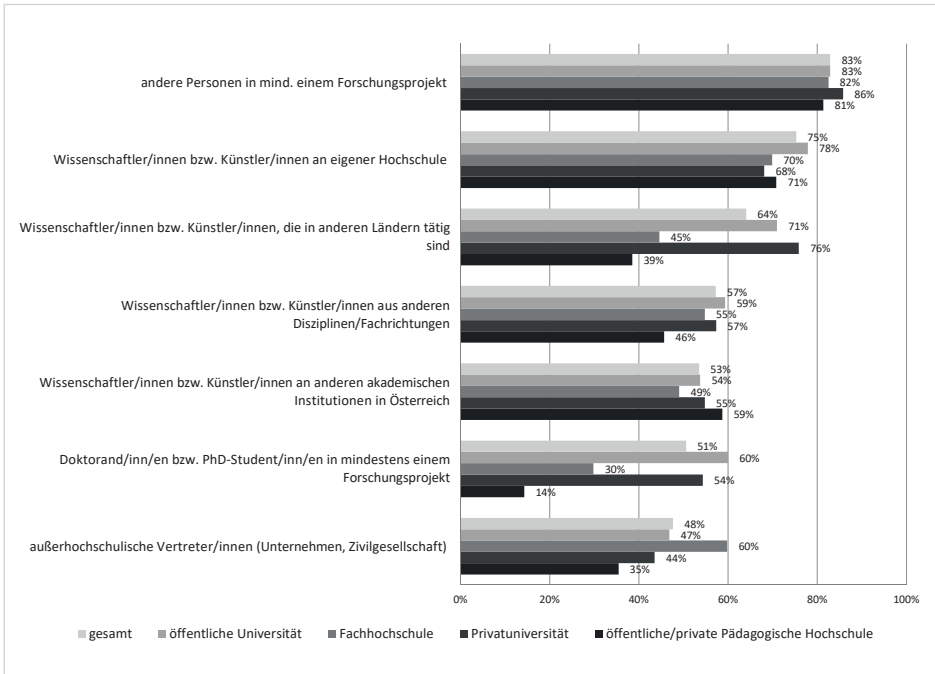 andere Personen in mind. einem Forschungsprojekt
83%
83%
82%
86%
81%
Wissenschaftler/innen bzw. Künstler/innen an eigener Hochschule
75%
78%
70%
68%
71%
Wissenschaftler/innen bzw. Künstler/innen, die in anderen Ländern tätig
sind
64%
71%
45%
76%
39%
Wissenschaftler/innen bzw. Künstler/innen aus anderen
Disziplinen/Fachrichtungen
57%
59%
55%
57%
46%
Wissenschaftler/innen bzw. Künstler/innen an anderen akademischen
Institutionen in Österreich
53%
54%
49%
55%
59%
Doktorand/inn/en bzw. PhD-Student/inn/en in mindestens einem
Forschungsprojekt
51%
60%
30%
54%
14%
außerhochschulische Vertreter/innen (Unternehmen, Zivilgesellschaft)
48%
47%
60%
44%
35%
0% 20% 40% 60% 80% 100%
gesamt öffentliche Universität Fachhochschule Privatuniversität öffentliche/private Pädagogische Hochschule